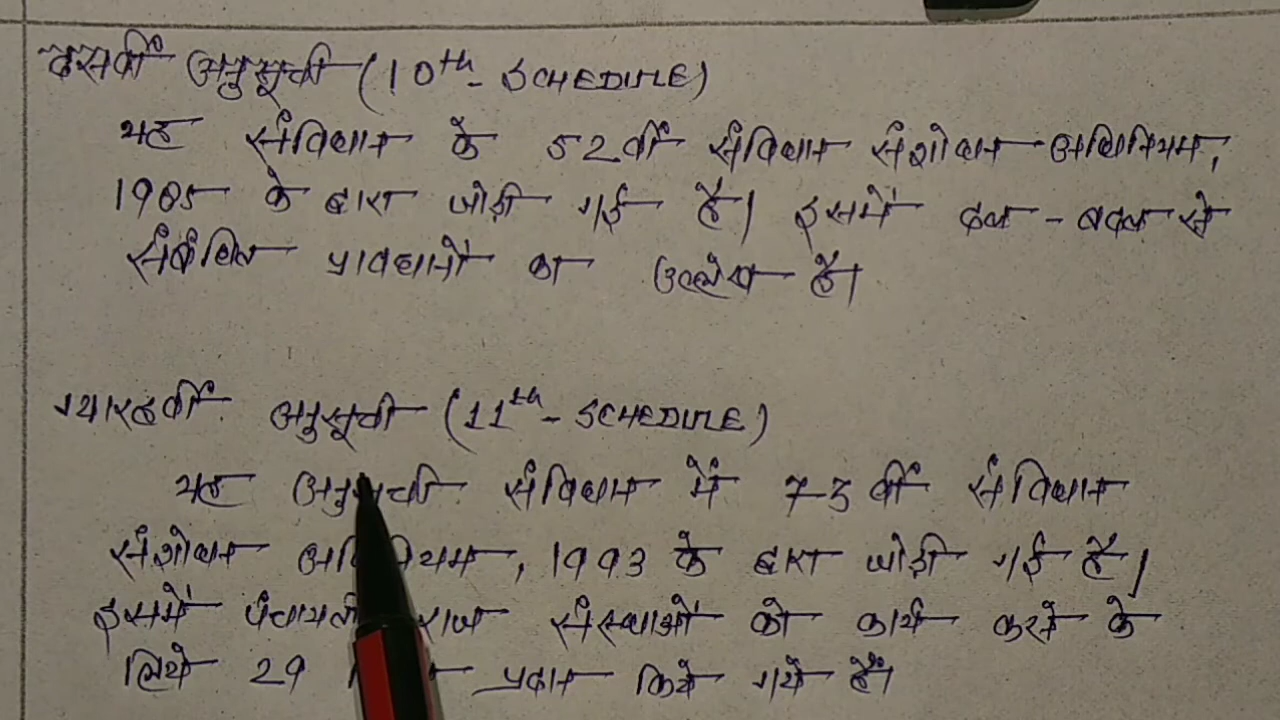 दसवीं अनुसूची (10th - SCHEDULE)
यह संविधान के 52वीं संविधान संशोधन अधिनियम,
1985 के द्वारा जोड़ी गई है। इसमें दल - बदल से
संबंधित प्रावधानों का उल्लेख है।
ग्यारहवीं अनुसूची (11th - SCHEDULE)
यह अनुसूची संविधान में 73वीं संविधान
संशोधन अधिनियम, 1993 के द्वारा जोड़ी गई है।
इसमें पंचायती राज संस्थाओं को कार्य करने के
लिये 29 प्रदान किये गये हैं।